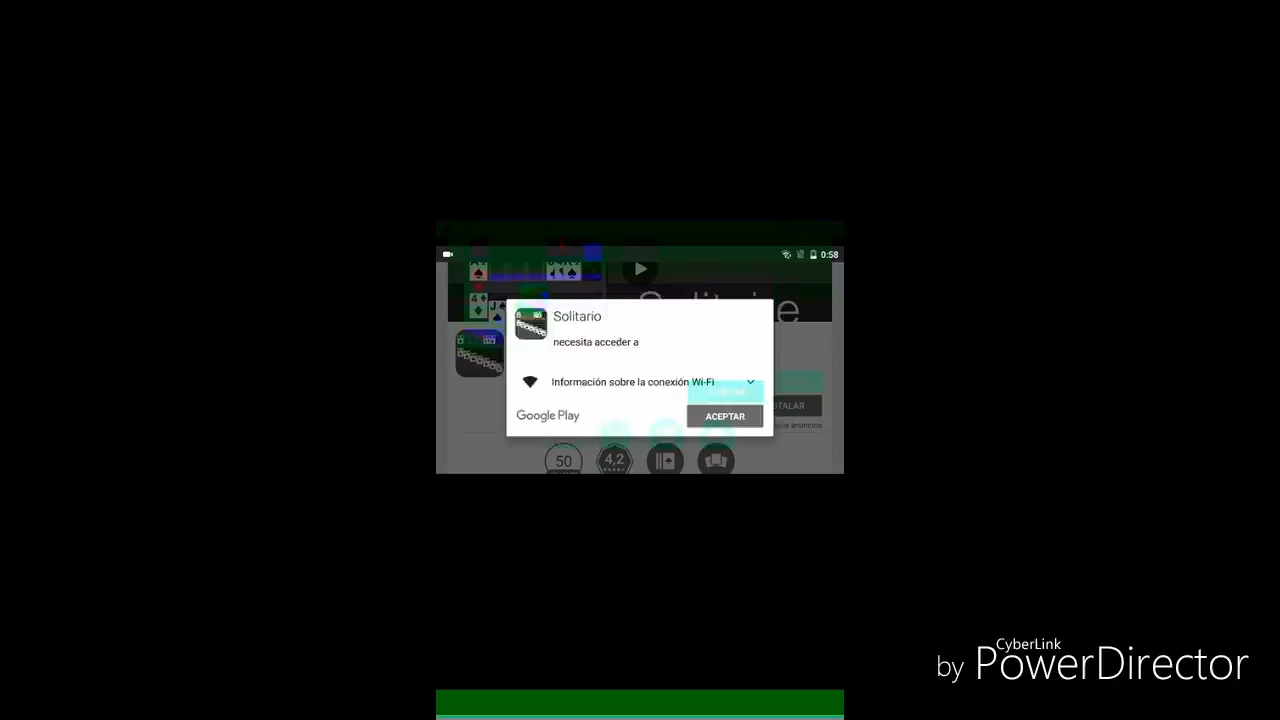 0:58
Solitario
necesita acceder a
Información sobre la conexión Wi-Fi
Google Play
ACEPTAR
50
4,2
CyberLink
by PowerDirector